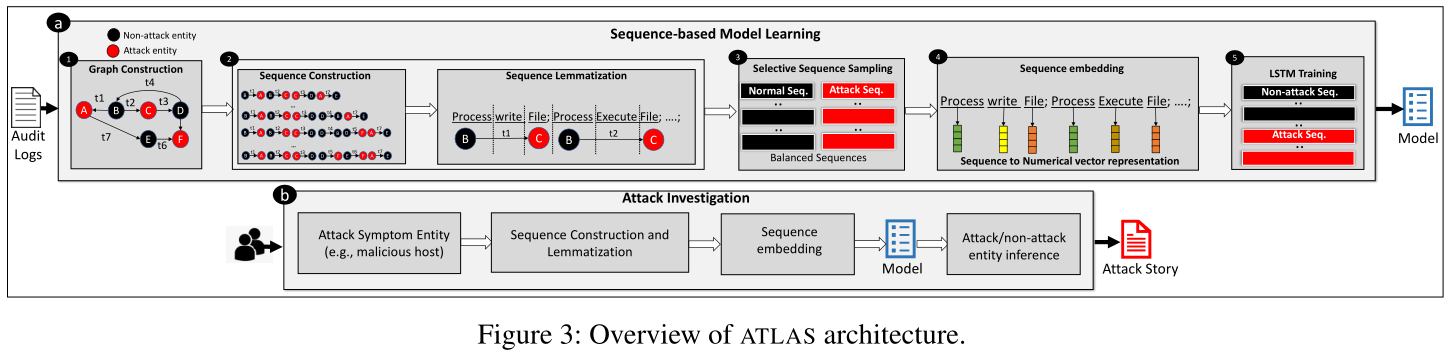 a
Sequence-based Model Learning
Non-attack entity
Attack entity
1
Graph Construction
t4
A
t1
B
t2
C
t3
D
t7
E
t6
F
2
Sequence Construction
...
...
Sequence Lemmatization
Process write File; Process Execute File; ....;
B
t1
C
B
t2
C
3
Selective Sequence Sampling
Normal Seq.
Attack Seq.
..
..
Balanced Sequences
4
Sequence embedding
Process write File; Process Execute File; ....;
Sequence to Numerical vector representation
5
LSTM Training
Non-attack Seq.
..
Attack Seq.
..
Audit
Logs
Model
b
Attack Investigation
Attack Symptom Entity
(e.g., malicious host)
Sequence Construction and
Lemmatization
Sequence
embedding
Model
Attack/non-attack
entity inference
Attack Story
Figure 3: Overview of ATLAS architecture.